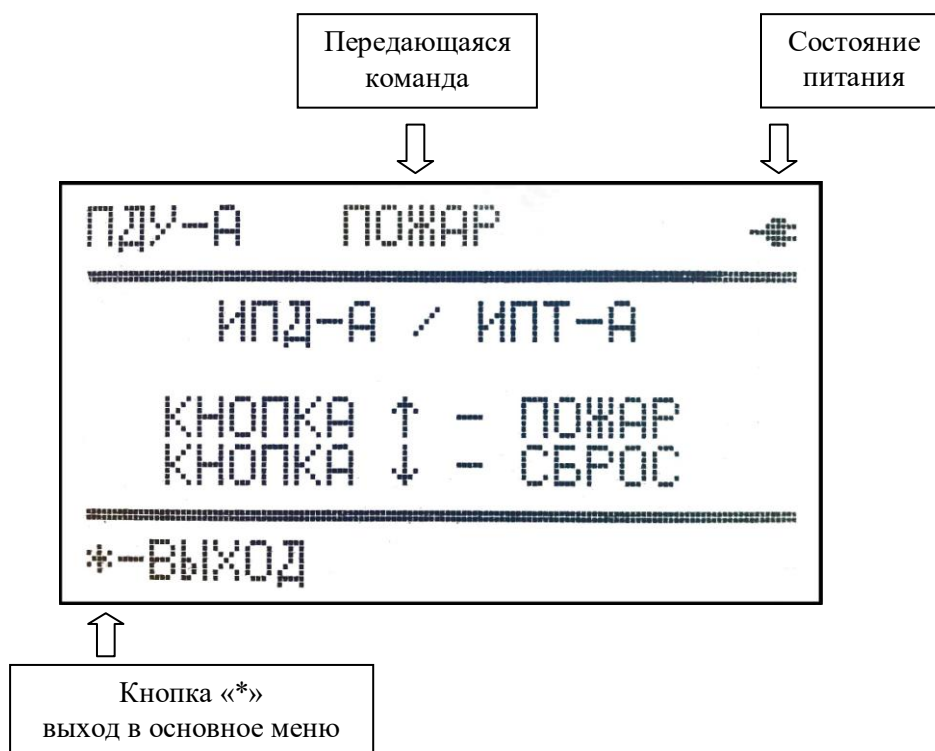 Передающаяся
команда
Состояние
питания
ПДУ-А ПОЖАР
ИПД-А / ИПТ-А
КНОПКА ↑ - ПОЖАР
КНОПКА ↓ - СБРОС
*-ВЫХОД
Кнопка «*»
выход в основное меню